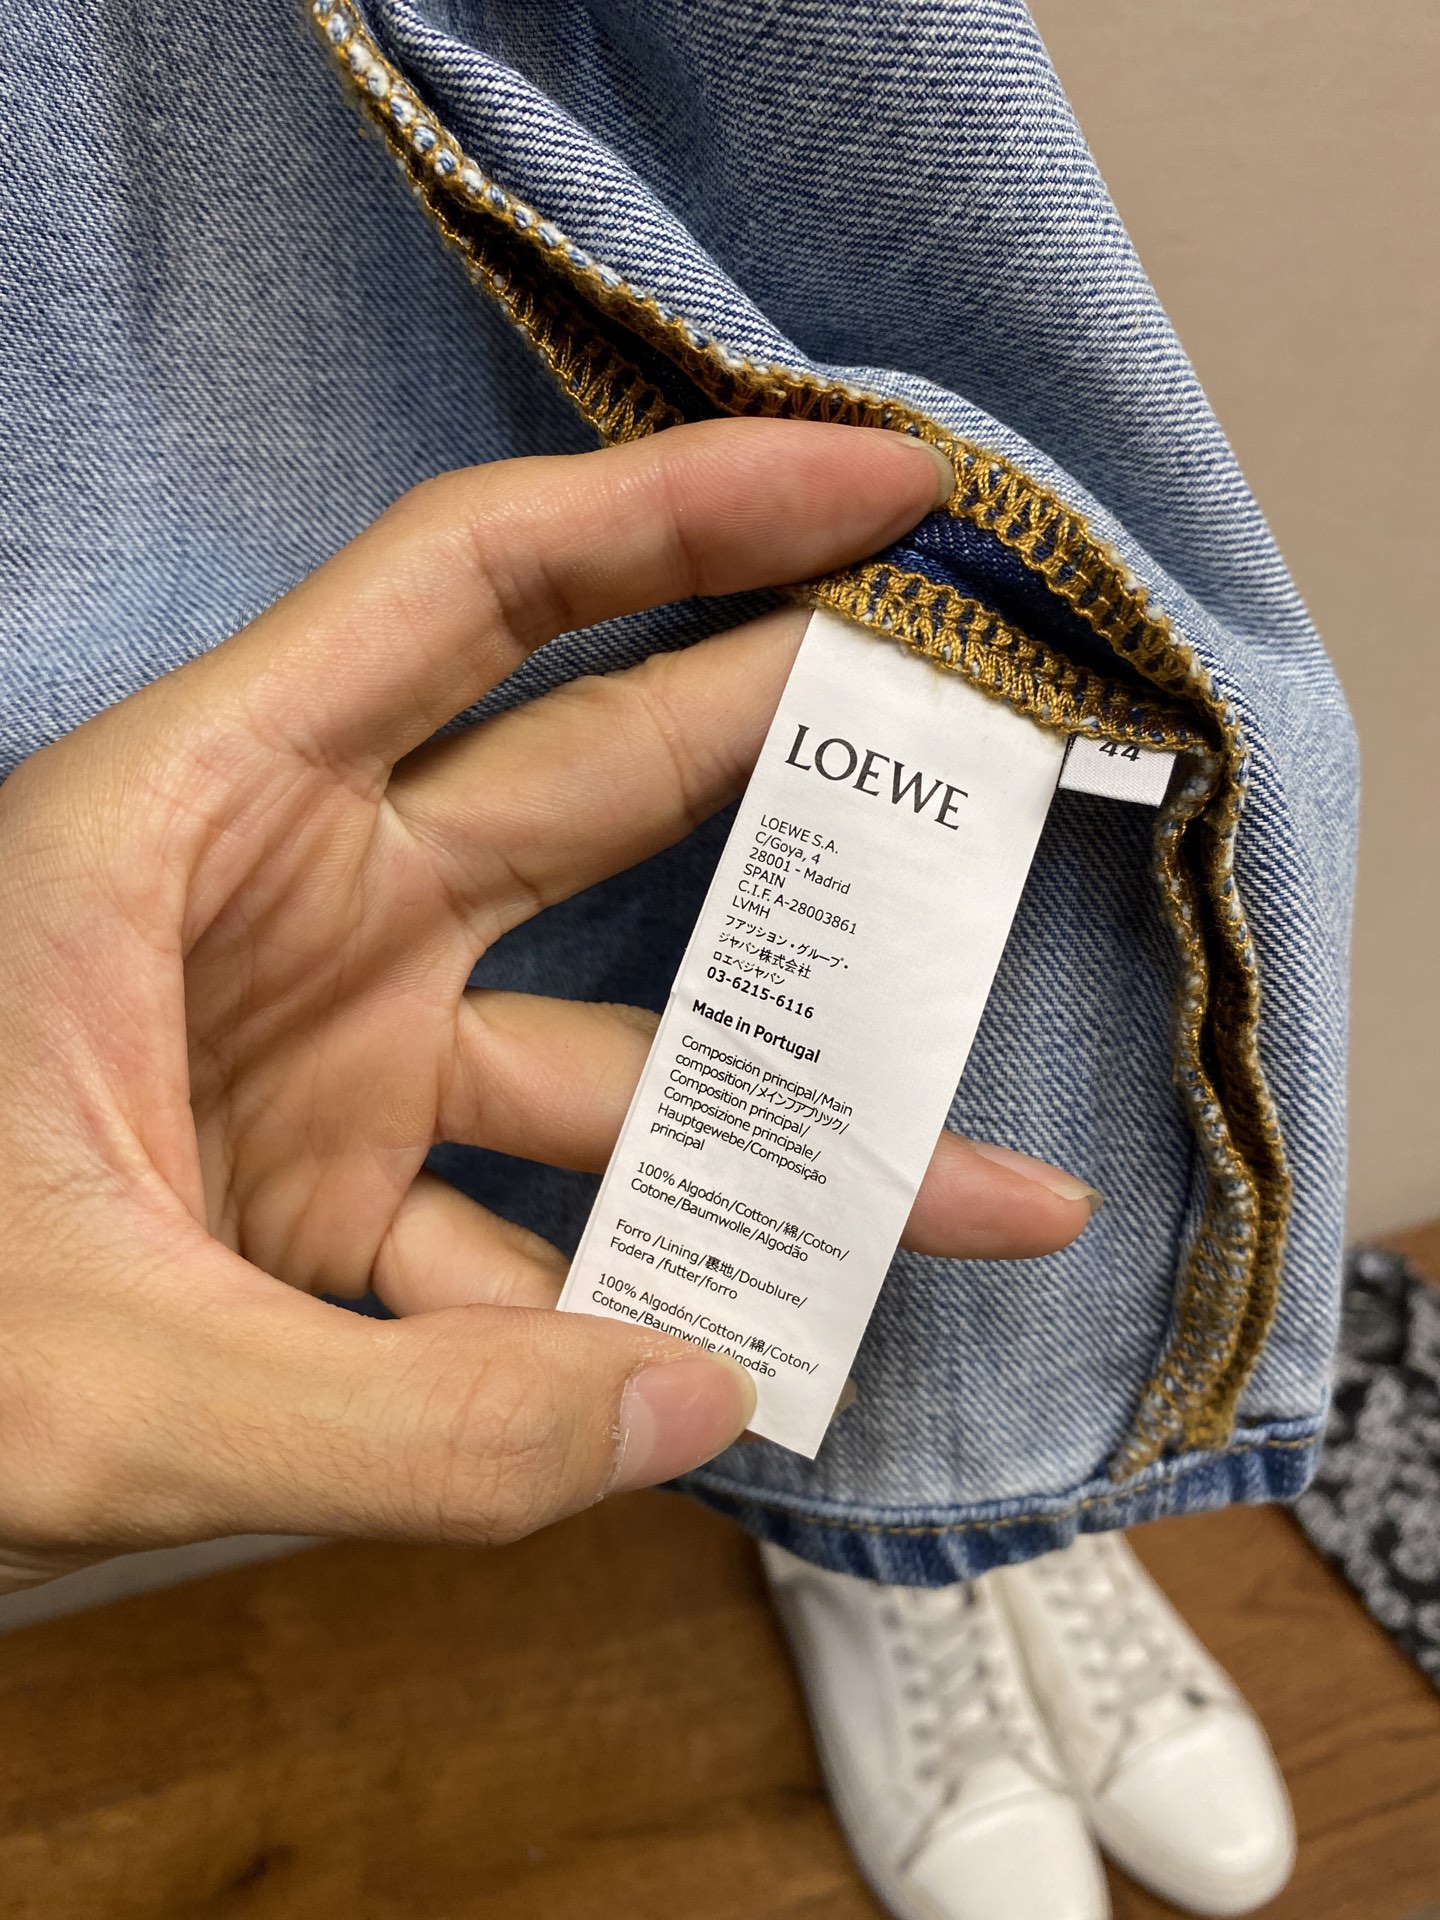 LOEWE
44
LOEWE S.A.
C/Goya, 4
28001 - Madrid
SPAIN
C.I.F. A-28003861
LVMH
ファッション・グループ・
ジャパン株式会社
ロエベジャパン
03-6215-6116
Made in Portugal
Composición principal/Main
composition/メインファブリック/
Composition principal/
Composizione principale/
Hauptgewebe/Composição
principal
100% Algodón/Cotton/綿/Coton/
Cotone/Baumwolle/Algodão
Forro /Lining/裏地/Doublure/
Fodera /futter/forro
100% Algodón/Cotton/綿/Coton/
Cotone/Baumwolle/Algodão